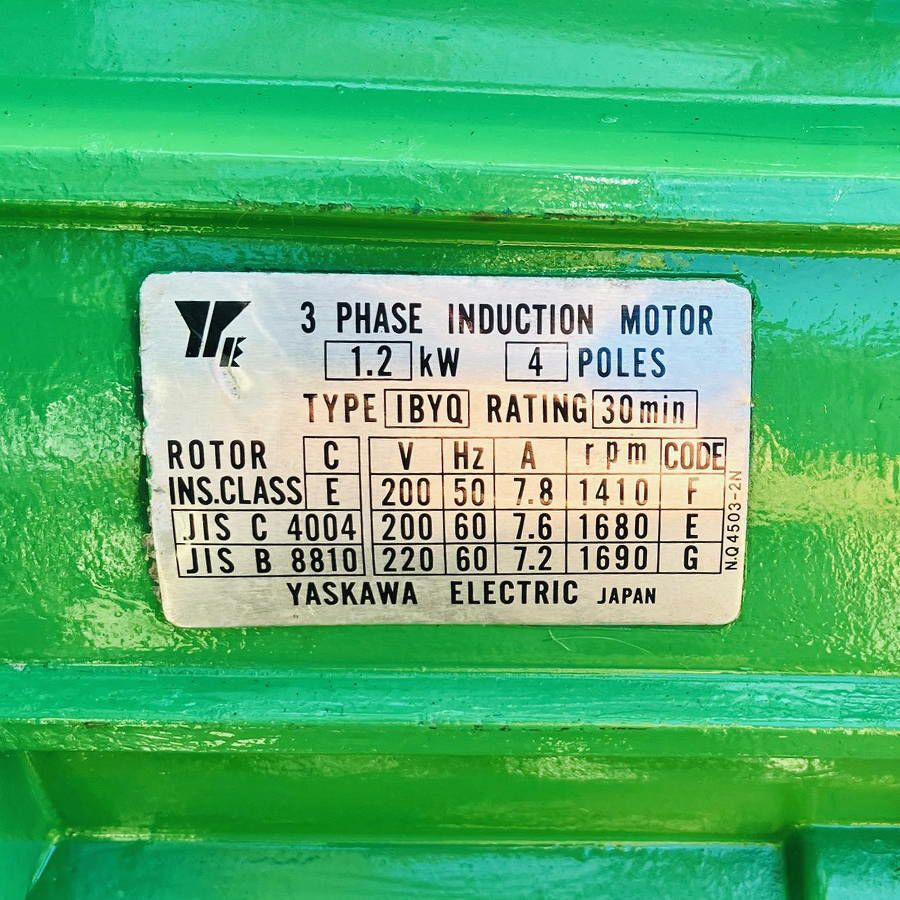 YE
3 PHASE INDUCTION MOTOR
1.2 kW 4 POLES
TYPE IBYQ RATING 30min
ROTOR C V Hz A rpm CODE
INS.CLASS E 200 50 7.8 1410 F
JIS C 4004 200 60 7.6 1680 E
JIS B 8810 220 60 7.2 1690 G
YASKAWA ELECTRIC JAPAN
N.Q4503-2N